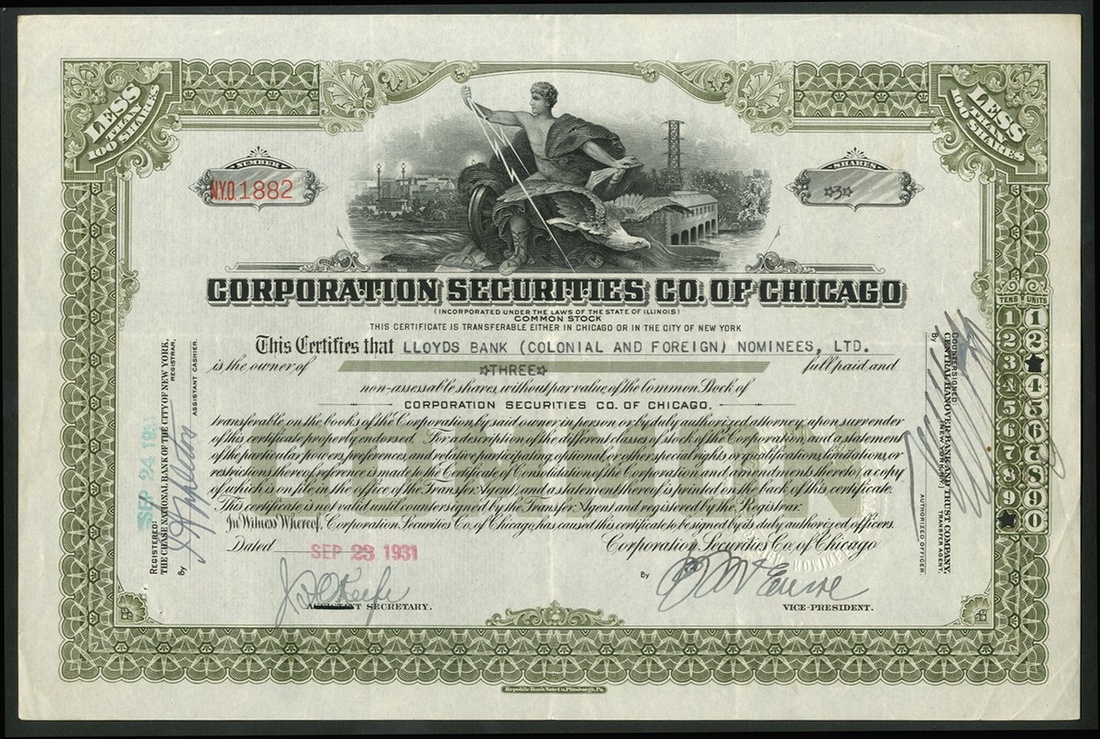 LESS THAN 100 SHARES
LESS THAN 100 SHARES
NUMBER
N.Y.O. 1882
SHARES
☆3☆
CORPORATION SECURITIES CO. OF CHICAGO
(INCORPORATED UNDER THE LAWS OF THE STATE OF ILLINOIS)
COMMON STOCK
THIS CERTIFICATE IS TRANSFERABLE EITHER IN CHICAGO OR IN THE CITY OF NEW YORK
This Certifies that LLOYDS BANK (COLONIAL AND FOREIGN) NOMINEES, LTD.
is the owner of ☆THREE☆ full paid and
non-assessable shares, without par value, of the Common Stock of
CORPORATION SECURITIES CO. OF CHICAGO,
transferable on the books of the Corporation by said owner in person or by duly authorized attorney, upon surrender
of this certificate properly endorsed. For a description of the different classes of stock of the Corporation and a statement
of the particular powers, preferences, and relative participating, optional or other special rights or qualifications, limitations, or
restrictions thereof reference is made to the Certificate of Consolidation of the Corporation and amendments thereto (a copy
of which is on file in the office of the Transfer Agent), and a statement thereof is printed on the back of this certificate.
This certificate is not valid until countersigned by the Transfer Agent and registered by the Registrar.
In Witness Whereof, Corporation Securities Co. of Chicago, has caused this certificate to be signed by its duly authorized officers.
Dated SEP 23 1931
Corporation Securities Co. of Chicago
By
SECRETARY.
VICE-PRESIDENT.
REGISTERED:
THE CHASE NATIONAL BANK OF THE CITY OF NEW YORK,
REGISTRAR,
By
ASSISTANT CASHIER.
SEP 24
COUNTERSIGNED:
CENTRAL HANOVER BANK AND TRUST COMPANY,
(NEW YORK) TRANSFER AGENT.
By
AUTHORIZED OFFICER.
TENS UNITS
1 1
2 2
3
4 4
5 5
6 6
7 7
8 8
9 9
0
Republic Bank Note Co. Pittsburgh, Pa.